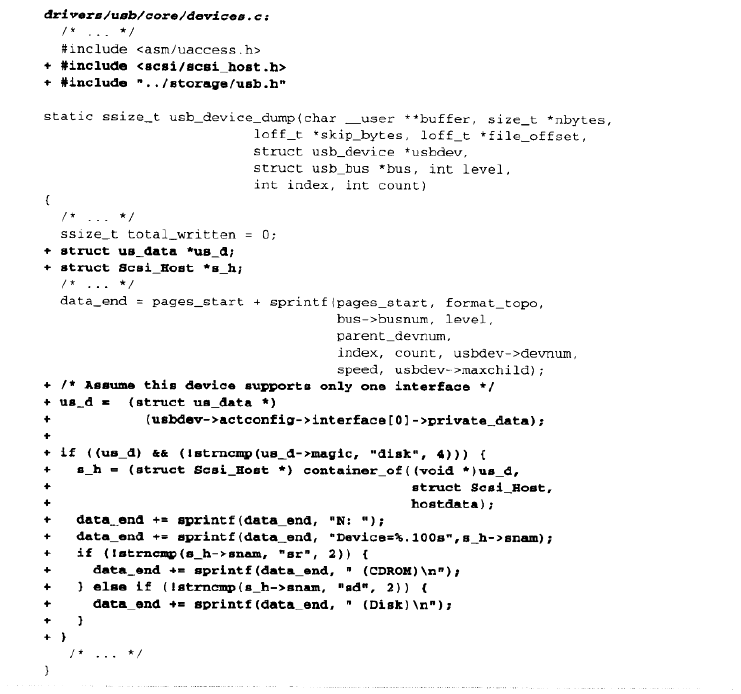 drivers/usb/core/devices.c:
/* ... */
#include <asm/uaccess.h>
+ #include <scsi/scsi_host.h>
+ #include "../storage/usb.h"
static ssize_t usb_device_dump(char __user **buffer, size_t *nbytes,
loff_t *skip_bytes, loff_t *file_offset,
struct usb_device *usbdev,
struct usb_bus *bus, int level,
int index, int count)
{
/* ... */
ssize_t total_written = 0;
+ struct us_data *us_d;
+ struct Scsi_Host *s_h;
/* ... */
data_end = pages_start + sprintf(pages_start, format_topo,
bus->busnum, level,
parent_devnum,
index, count, usbdev->devnum,
speed, usbdev->maxchild);
+ /* Assume this device supports only one interface */
+ us_d = (struct us_data *)
+ (usbdev->actconfig->interface[0]->private_data);
+
+ if ((us_d) && (!strncmp(us_d->magic, "disk", 4))) {
+ s_h = (struct Scsi_Host *) container_of((void *)us_d,
+ struct Scsi_Host,
+ hostdata);
+ data_end += sprintf(data_end, "N: ");
+ data_end += sprintf(data_end, "Device=%.100s",s_h->snam);
+ if (!strncmp(s_h->snam, "sr", 2)) {
+ data_end += sprintf(data_end, " (CDROM)\n");
+ } else if (!strncmp(s_h->snam, "sd", 2)) {
+ data_end += sprintf(data_end, " (Disk)\n");
+ }
+ }
/* ... */
}